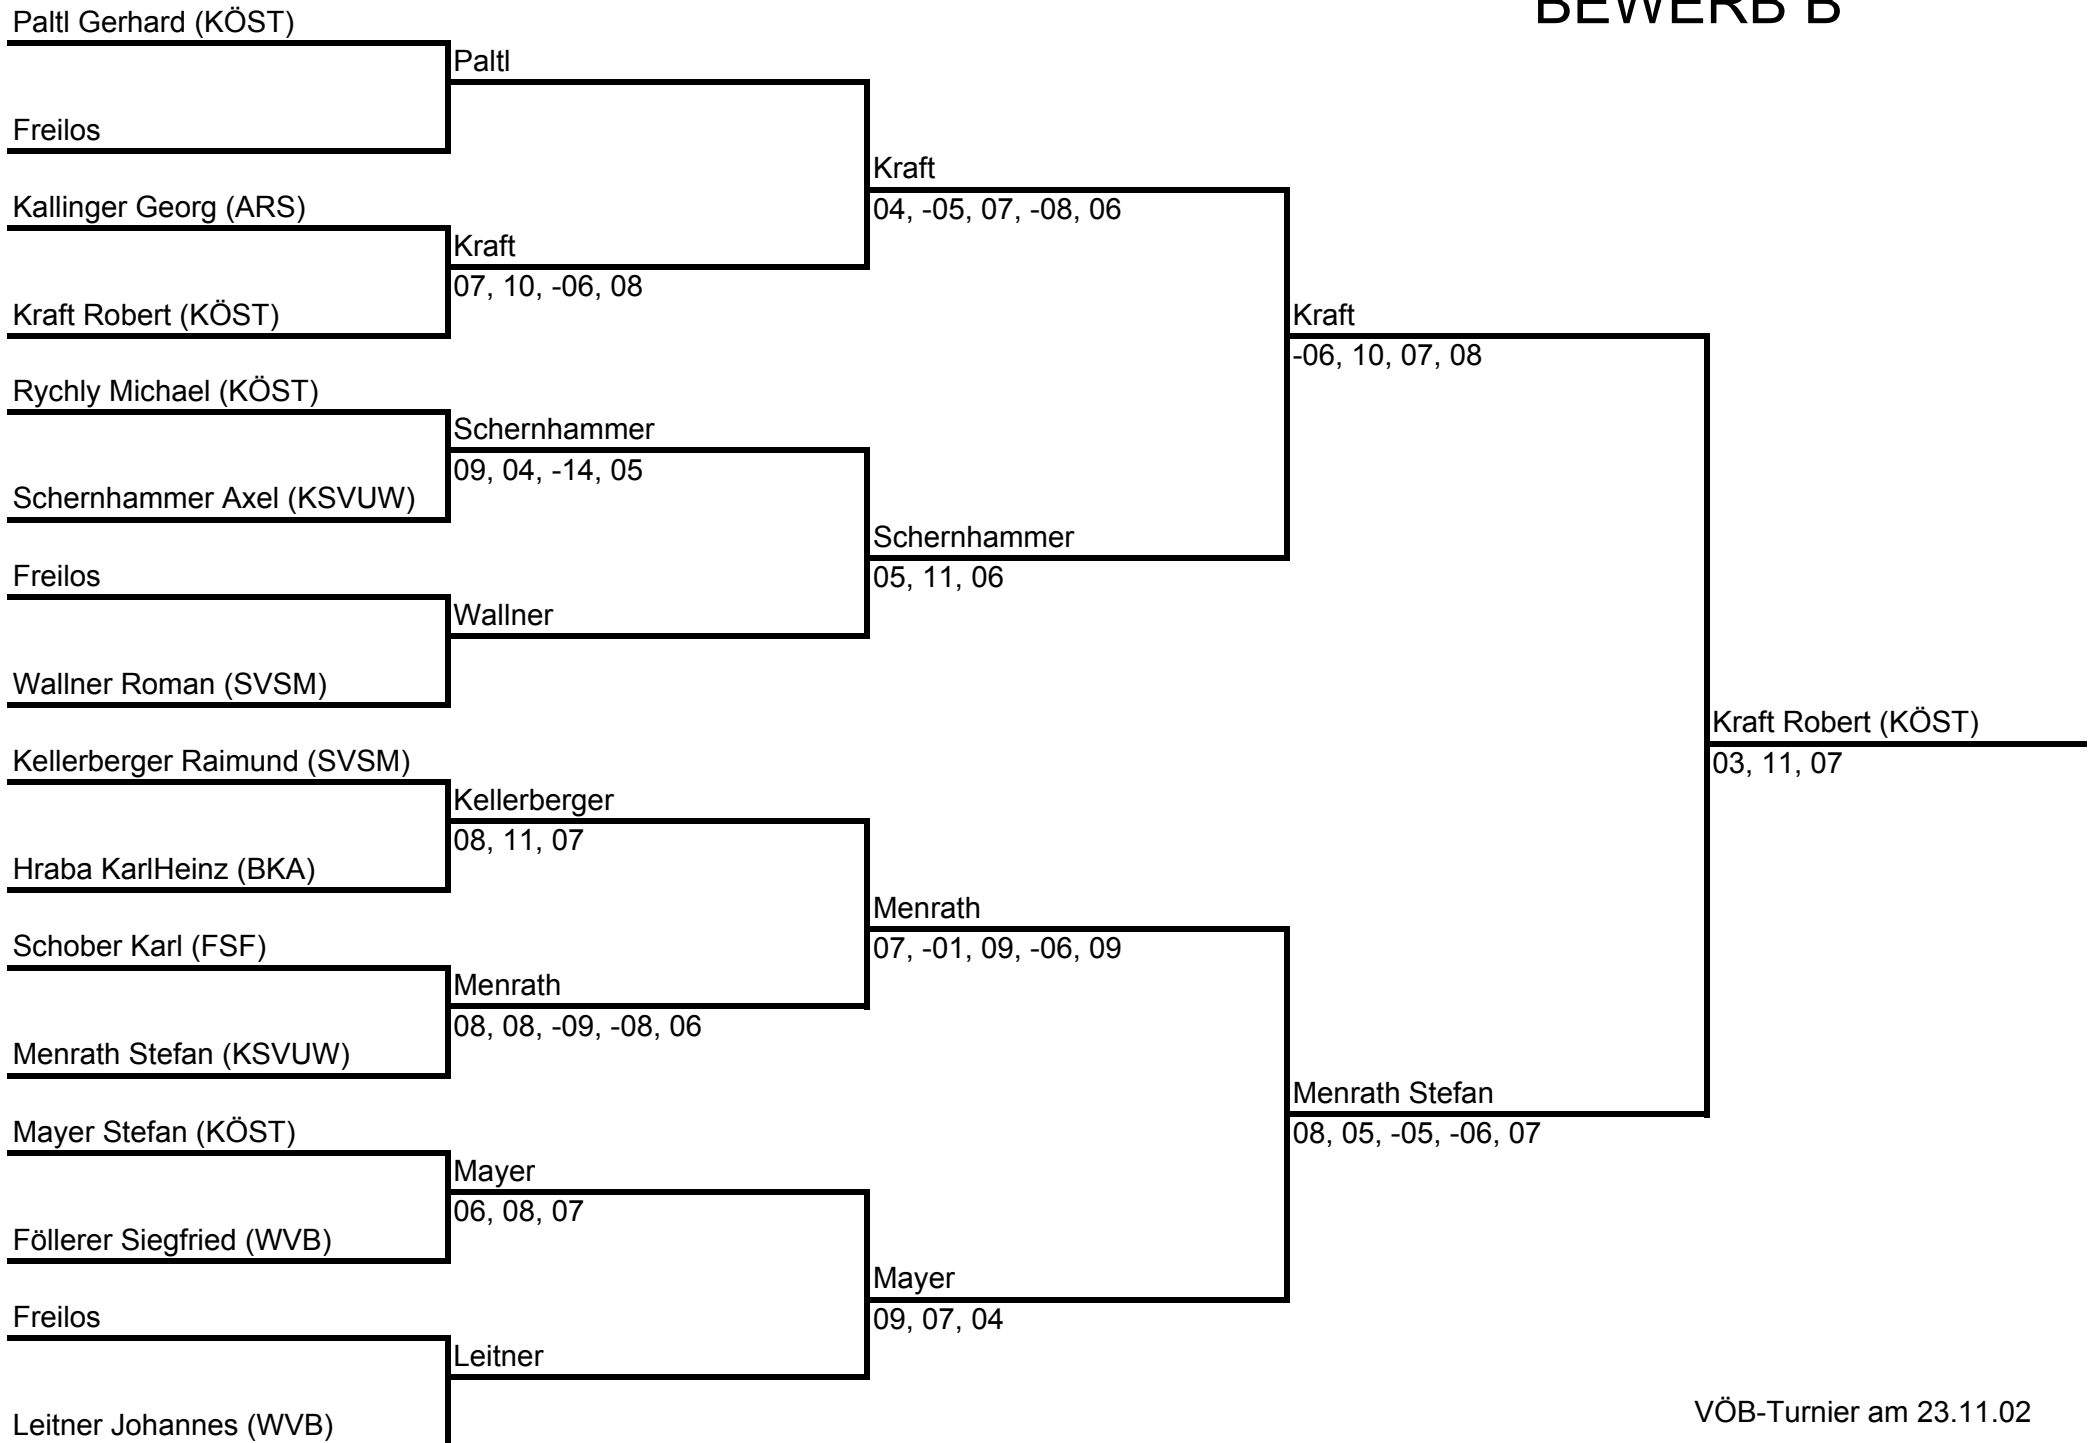 BEWERB B
Paltl Gerhard (KÖST)
Paltl
Freilos
Kraft
04, -05, 07, -08, 06
Kallinger Georg (ARS)
Kraft
07, 10, -06, 08
Kraft Robert (KÖST)
Kraft
-06, 10, 07, 08
Rychly Michael (KÖST)
Schernhammer
09, 04, -14, 05
Schernhammer Axel (KSVUW)
Schernhammer
05, 11, 06
Freilos
Wallner
Wallner Roman (SVSM)
Kraft Robert (KÖST)
03, 11, 07
Kellerberger Raimund (SVSM)
Kellerberger
08, 11, 07
Hraba KarlHeinz (BKA)
Menrath
07, -01, 09, -06, 09
Schober Karl (FSF)
Menrath
08, 08, -09, -08, 06
Menrath Stefan (KSVUW)
Menrath Stefan
08, 05, -05, -06, 07
Mayer Stefan (KÖST)
Mayer
06, 08, 07
Föllerer Siegfried (WVB)
Mayer
09, 07, 04
Freilos
Leitner
Leitner Johannes (WVB)
VÖB-Turnier am 23.11.02